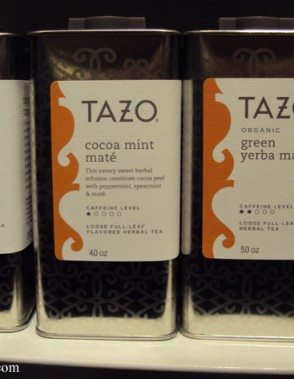 TAZO®
cocoa mint
maté
This savory-sweet herbal
infusion combines cocoa peel
with peppermint, spearmint
& maté.
CAFFEINE LEVEL
LOOSE FULL-LEAF
FLAVORED HERBAL TEA
40 oz
TAZO
ORGANIC
green
yerba ma
CAFFEINE LEVEL
LOOSE FULL-LEAF
HERBAL TEA
50 oz
.com